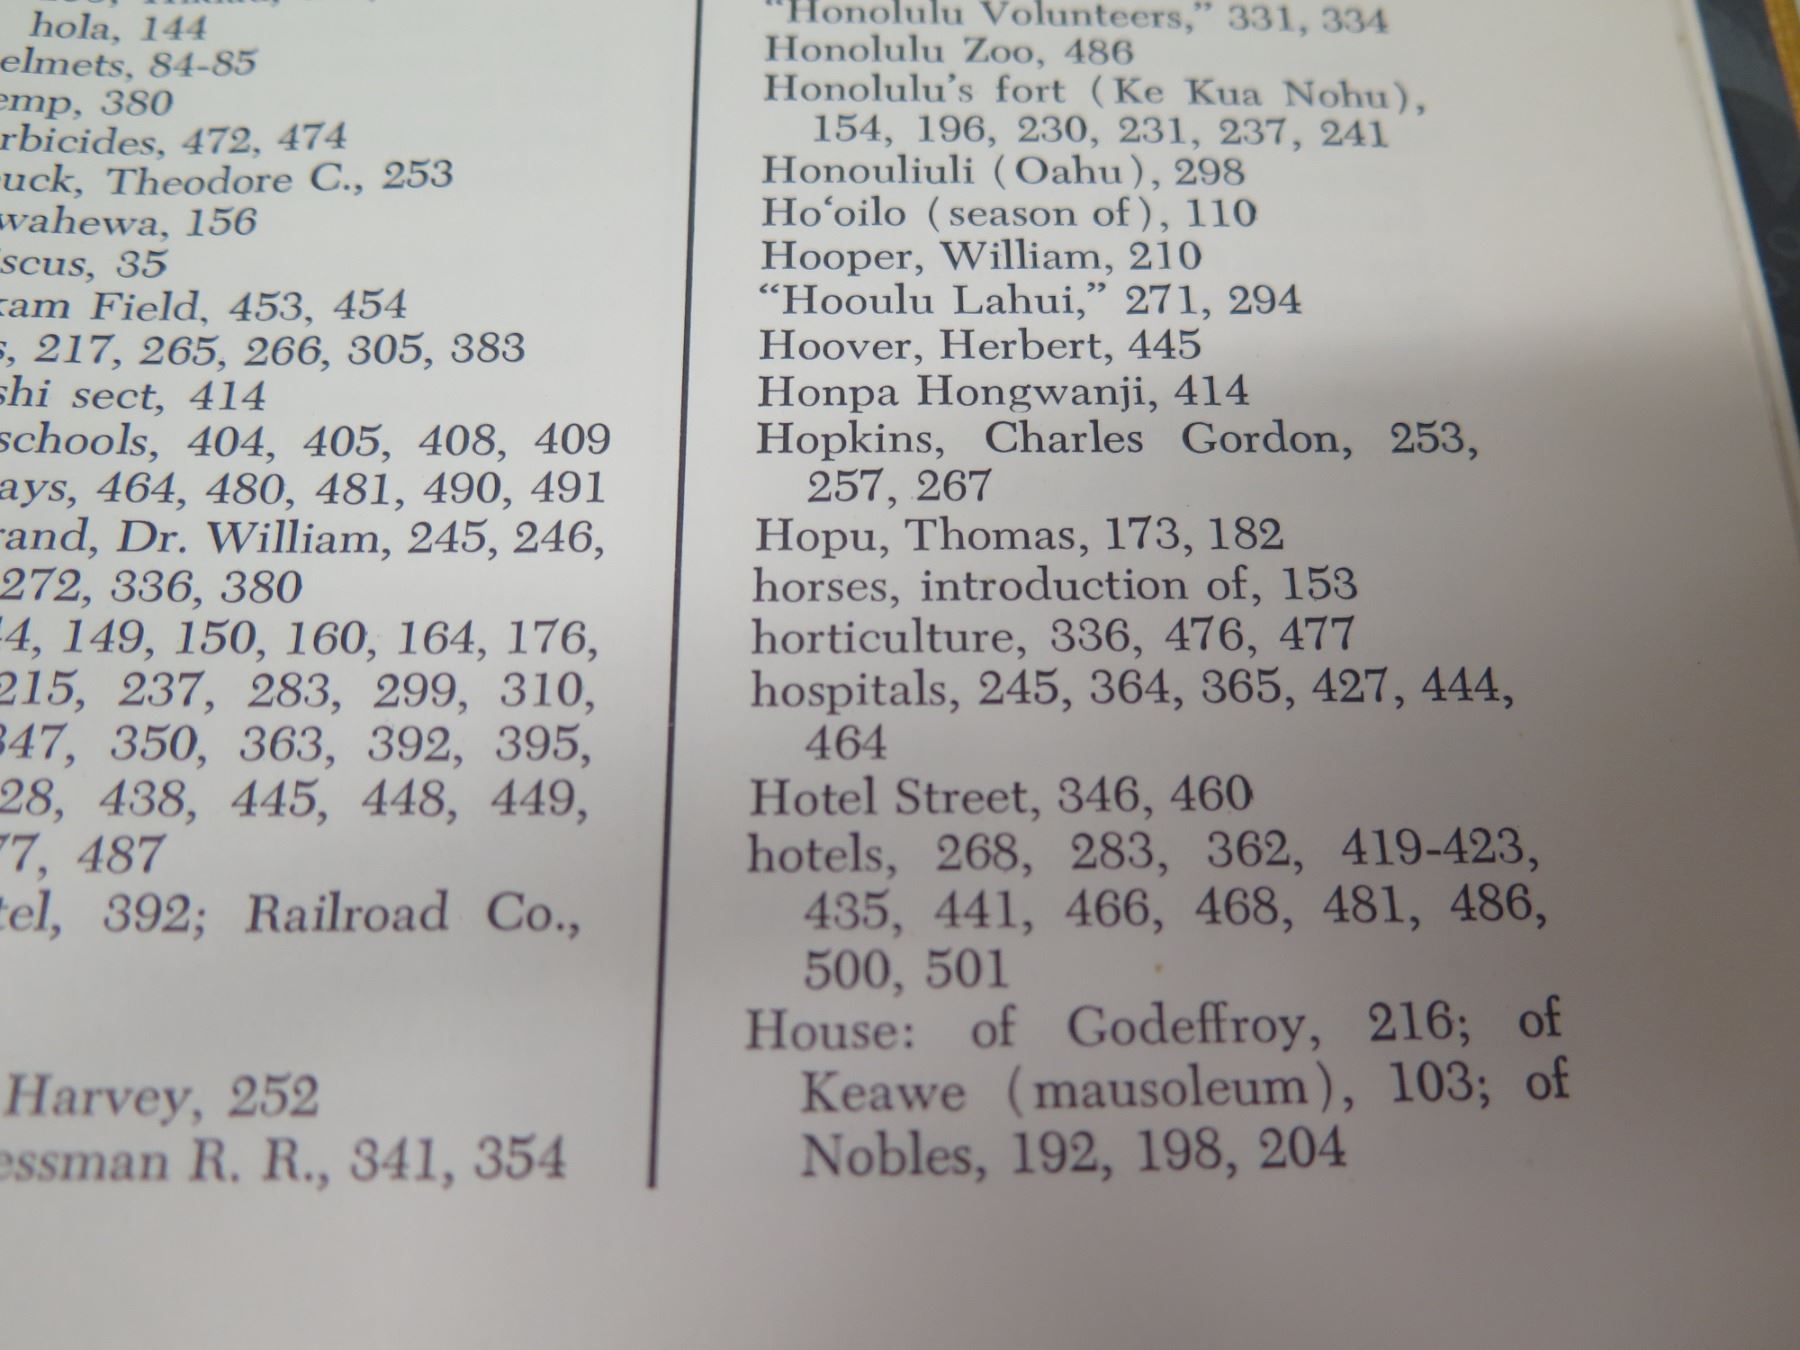 hola, 144
elmets, 84-85
emp, 380
rbicides, 472, 474
uck, Theodore C., 253
wahewa, 156
scus, 35
kam Field, 453, 454
s, 217, 265, 266, 305, 383
shi sect, 414
schools, 404, 405, 408, 409
ays, 464, 480, 481, 490, 491
rand, Dr. William, 245, 246,
272, 336, 380
4, 149, 150, 160, 164, 176,
215, 237, 283, 299, 310,
347, 350, 363, 392, 395,
28, 438, 445, 448, 449,
77, 487
tel, 392; Railroad Co.,
Harvey, 252
essman R. R., 341, 354
"Honolulu Volunteers," 331, 334
Honolulu Zoo, 486
Honolulu's fort (Ke Kua Nohu),
154, 196, 230, 231, 237, 241
Honouliuli (Oahu), 298
Ho‘oilo (season of), 110
Hooper, William, 210
“Hooulu Lahui,” 271, 294
Hoover, Herbert, 445
Honpa Hongwanji, 414
Hopkins, Charles Gordon, 253,
257, 267
Hopu, Thomas, 173, 182
horses, introduction of, 153
horticulture, 336, 476, 477
hospitals, 245, 364, 365, 427, 444,
464
Hotel Street, 346, 460
hotels, 268, 283, 362, 419-423,
435, 441, 466, 468, 481, 486,
500, 501
House: of Godeffroy, 216; of
Keawe (mausoleum), 103; of
Nobles, 192, 198, 204